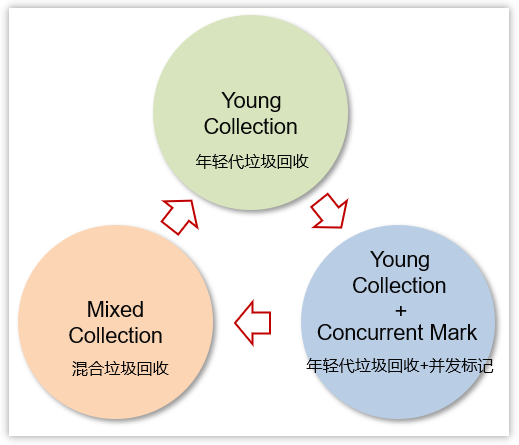 Young
Collection
年轻代垃圾回收
Young
Collection
+
Concurrent Mark
年轻代垃圾回收+并发标记
Mixed
Collection
混合垃圾回收